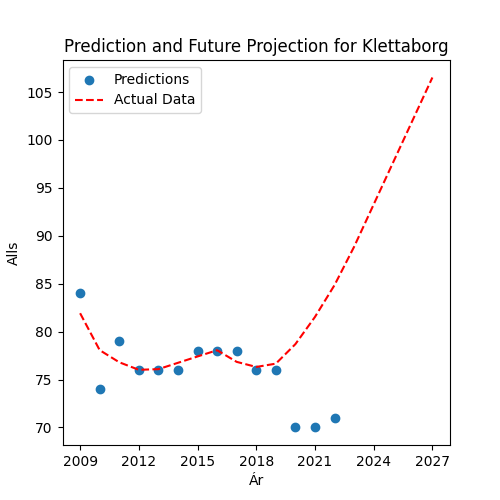 Prediction and Future Projection for Klettaborg
Predictions
Actual Data
105
100
95
90
85
80
75
70
Alls
2009 2012 2015 2018 2021 2024 2027
Ár